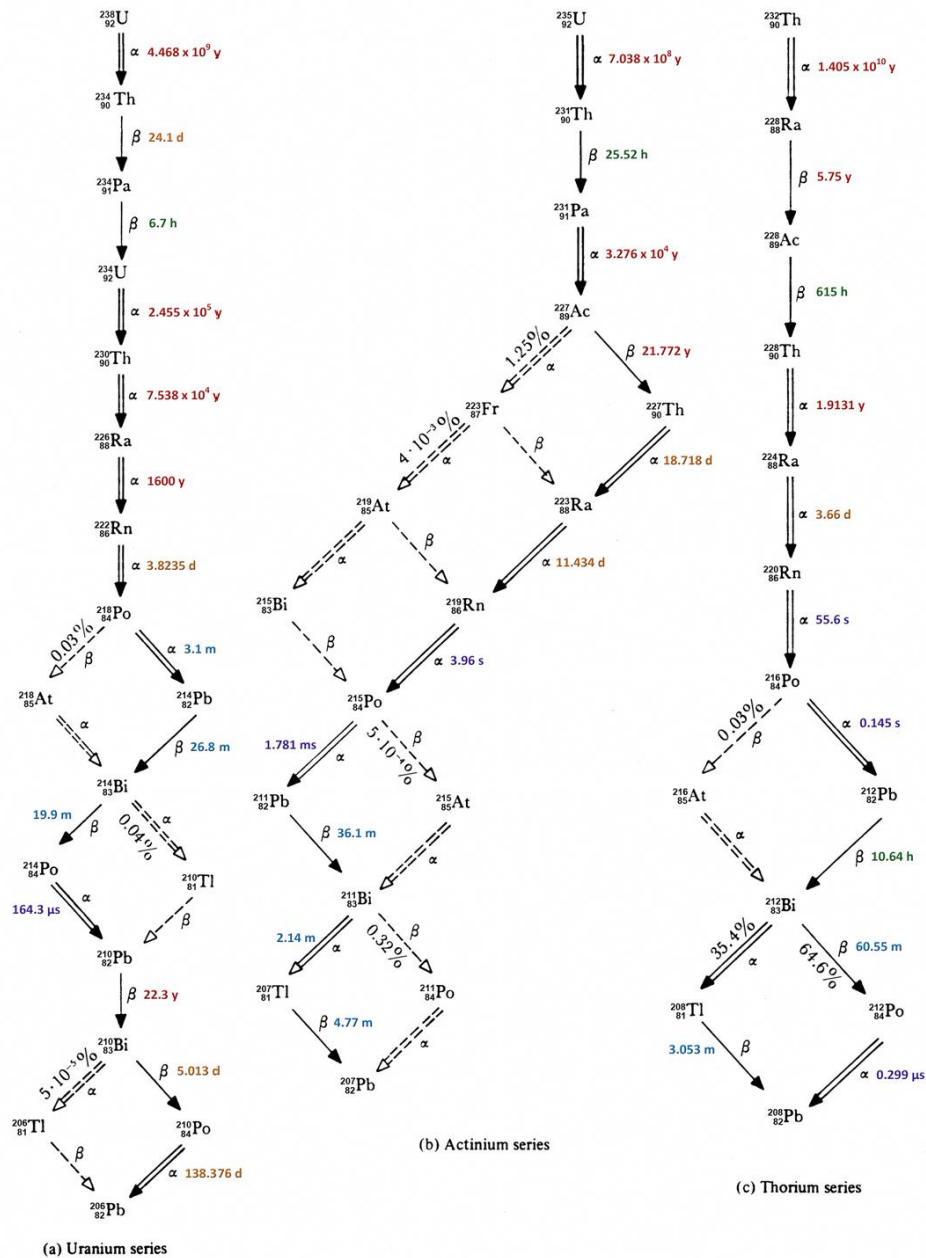 ²³⁸₉₂U
α 4.468 x 10⁹ y
²³⁴₉₀Th
β 24.1 d
²³⁴₉₁Pa
β 6.7 h
²³⁴₉₂U
α 2.455 x 10⁵ y
²³⁰₉₀Th
α 7.538 x 10⁴ y
²²⁶₈₈Ra
α 1600 y
²²²₈₆Rn
α 3.8235 d
²¹⁸₈₄Po
0.03% β α 3.1 m
²¹⁸₈₅At ²¹⁴₈₂Pb
α β 26.8 m
²¹⁴₈₃Bi
19.9 m β α 0.04%
²¹⁴₈₄Po ²¹⁰₈₁Tl
164.3 µs α β
²¹⁰₈₂Pb
β 22.3 y
²¹⁰₈₃Bi
5·10⁻⁵% α β 5.013 d
²⁰⁶₈₁Tl ²¹⁰₈₄Po
β α 138.376 d
²⁰⁶₈₂Pb
(a) Uranium series
²³⁵₉₂U
α 7.038 x 10⁸ y
²³¹₉₀Th
β 25.52 h
²³¹₉₁Pa
α 3.276 x 10⁴ y
²²⁷₈₉Ac
1.25% α β 21.772 y
²²³₈₇Fr ²²⁷₉₀Th
4·10⁻³% α β α 18.718 d
²¹⁹₈₅At ²²³₈₈Ra
α β α 11.434 d
²¹⁵₈₃Bi ²¹⁹₈₆Rn
β α 3.96 s
²¹⁵₈₄Po
1.781 ms α β 5·10⁻⁴%
²¹¹₈₂Pb ²¹⁵₈₅At
β 36.1 m α
²¹¹₈₃Bi
2.14 m α β 0.32%
²⁰⁷₈₁Tl ²¹¹₈₄Po
β 4.77 m α
²⁰⁷₈₂Pb
(b) Actinium series
²³²₉₀Th
α 1.405 x 10¹⁰ y
²²⁸₈₈Ra
β 5.75 y
²²⁸₈₉Ac
β 615 h
²²⁸₉₀Th
α 1.9131 y
²²⁴₈₈Ra
α 3.66 d
²²⁰₈₆Rn
α 55.6 s
²¹⁶₈₄Po
0.03% β α 0.145 s
²¹⁶₈₅At ²¹²₈₂Pb
α β 10.64 h
²¹²₈₃Bi
35.4% α 64.6% β 60.55 m
²⁰⁸₈₁Tl ²¹²₈₄Po
3.053 m β α 0.299 µs
²⁰⁸₈₂Pb
(c) Thorium series